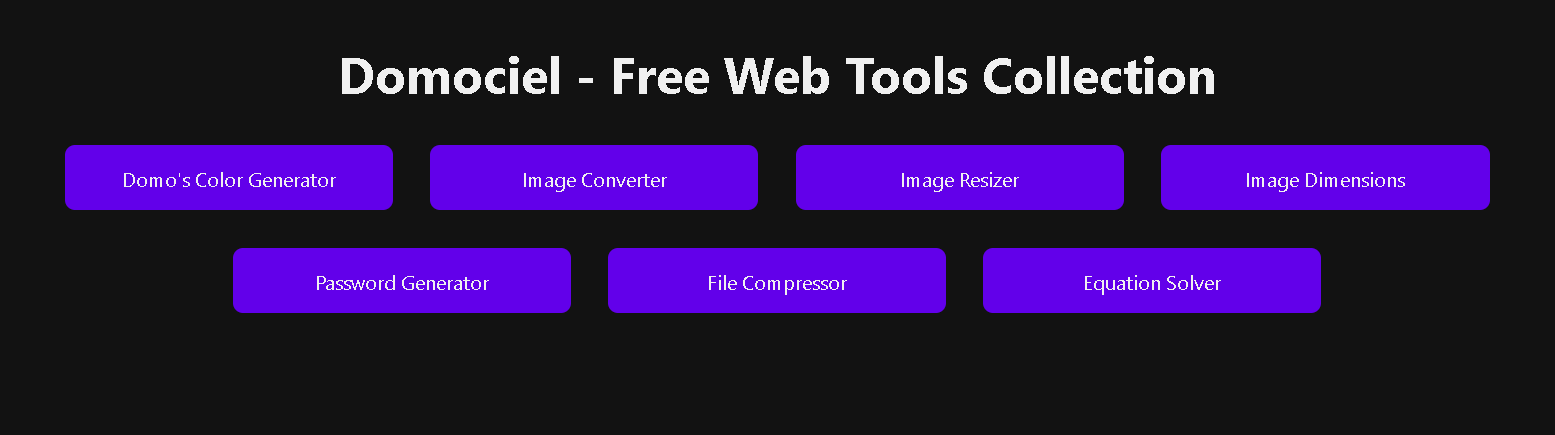 Domociel - Free Web Tools Collection
Domo's Color Generator
Image Converter
Image Resizer
Image Dimensions
Password Generator
File Compressor
Equation Solver